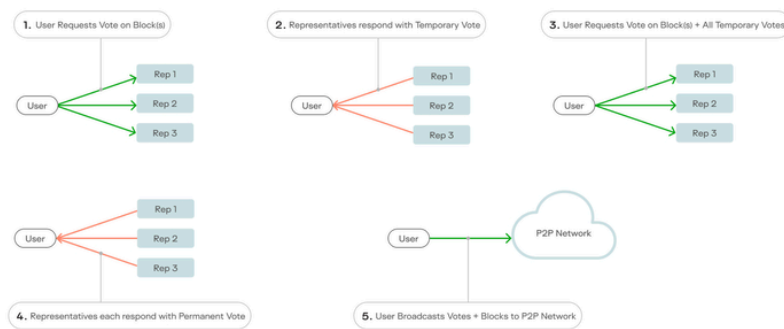 1. User Requests Vote on Block(s)
User
Rep 1
Rep 2
Rep 3
2. Representatives respond with Temporary Vote
User
Rep 1
Rep 2
Rep 3
3. User Requests Vote on Block(s) + All Temporary Votes
User
Rep 1
Rep 2
Rep 3
User
Rep 1
Rep 2
Rep 3
4. Representatives each respond with Permanent Vote
User
P2P Network
5. User Broadcasts Votes + Blocks to P2P Network